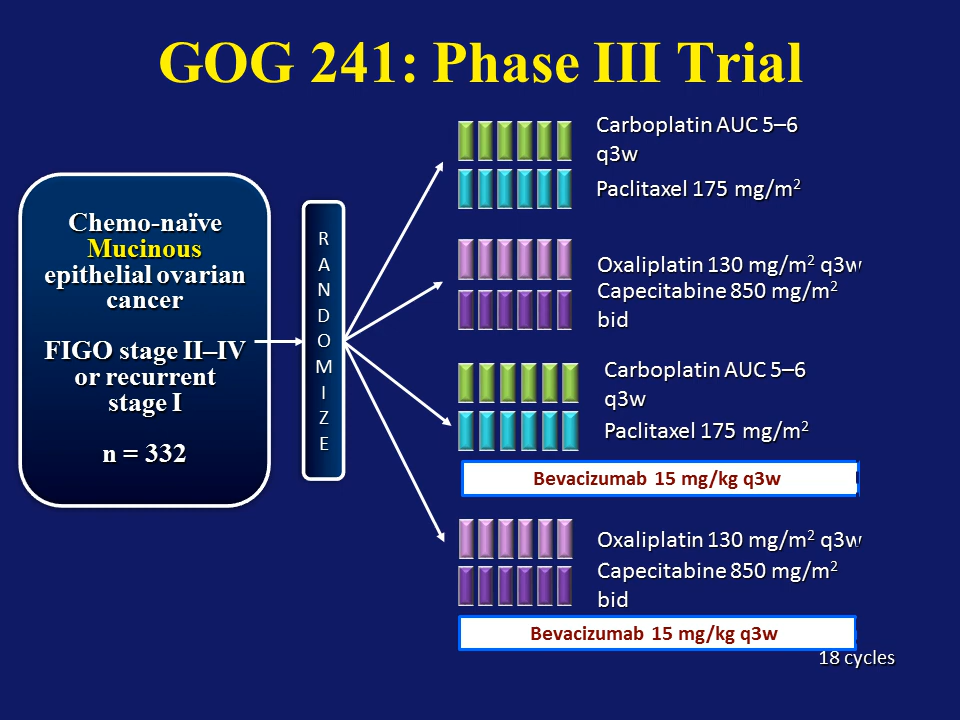 GOG 241: Phase III Trial
Chemo-naïve
Mucinous
epithelial ovarian
cancer
FIGO stage II–IV
or recurrent
stage I
n = 332
R
A
N
D
O
M
I
Z
E
Carboplatin AUC 5–6
q3w
Paclitaxel 175 mg/m²
Oxaliplatin 130 mg/m² q3w
Capecitabine 850 mg/m²
bid
Carboplatin AUC 5–6
q3w
Paclitaxel 175 mg/m²
Bevacizumab 15 mg/kg q3w
Oxaliplatin 130 mg/m² q3w
Capecitabine 850 mg/m²
bid
Bevacizumab 15 mg/kg q3w
18 cycles